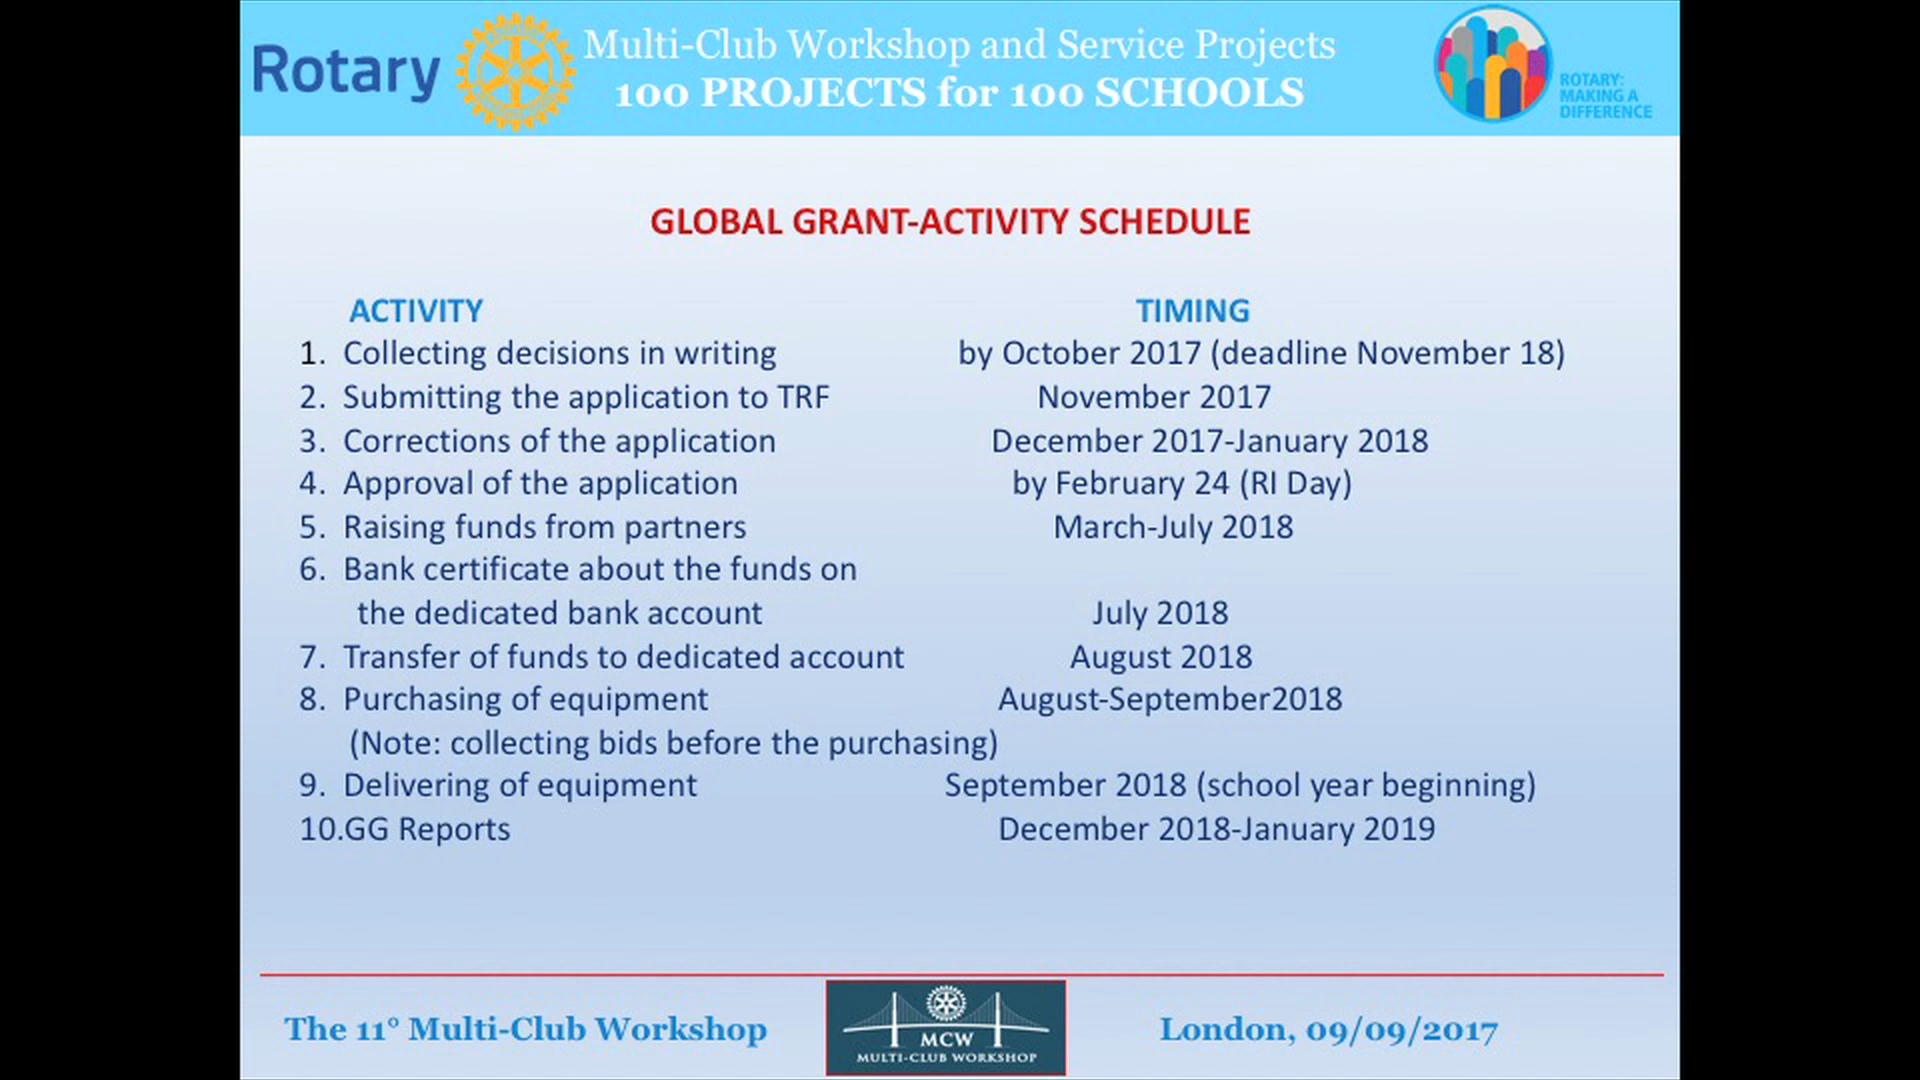 Rotary
Multi-Club Workshop and Service Projects
100 PROJECTS for 100 SCHOOLS
ROTARY:
MAKING A
DIFFERENCE
GLOBAL GRANT-ACTIVITY SCHEDULE
ACTIVITY TIMING
1. Collecting decisions in writing by October 2017 (deadline November 18)
2. Submitting the application to TRF November 2017
3. Corrections of the application December 2017-January 2018
4. Approval of the application by February 24 (RI Day)
5. Raising funds from partners March-July 2018
6. Bank certificate about the funds on
the dedicated bank account July 2018
7. Transfer of funds to dedicated account August 2018
8. Purchasing of equipment August-September2018
(Note: collecting bids before the purchasing)
9. Delivering of equipment September 2018 (school year beginning)
10.GG Reports December 2018-January 2019
The 11° Multi-Club Workshop
MCW
MULTI-CLUB WORKSHOP
London, 09/09/2017